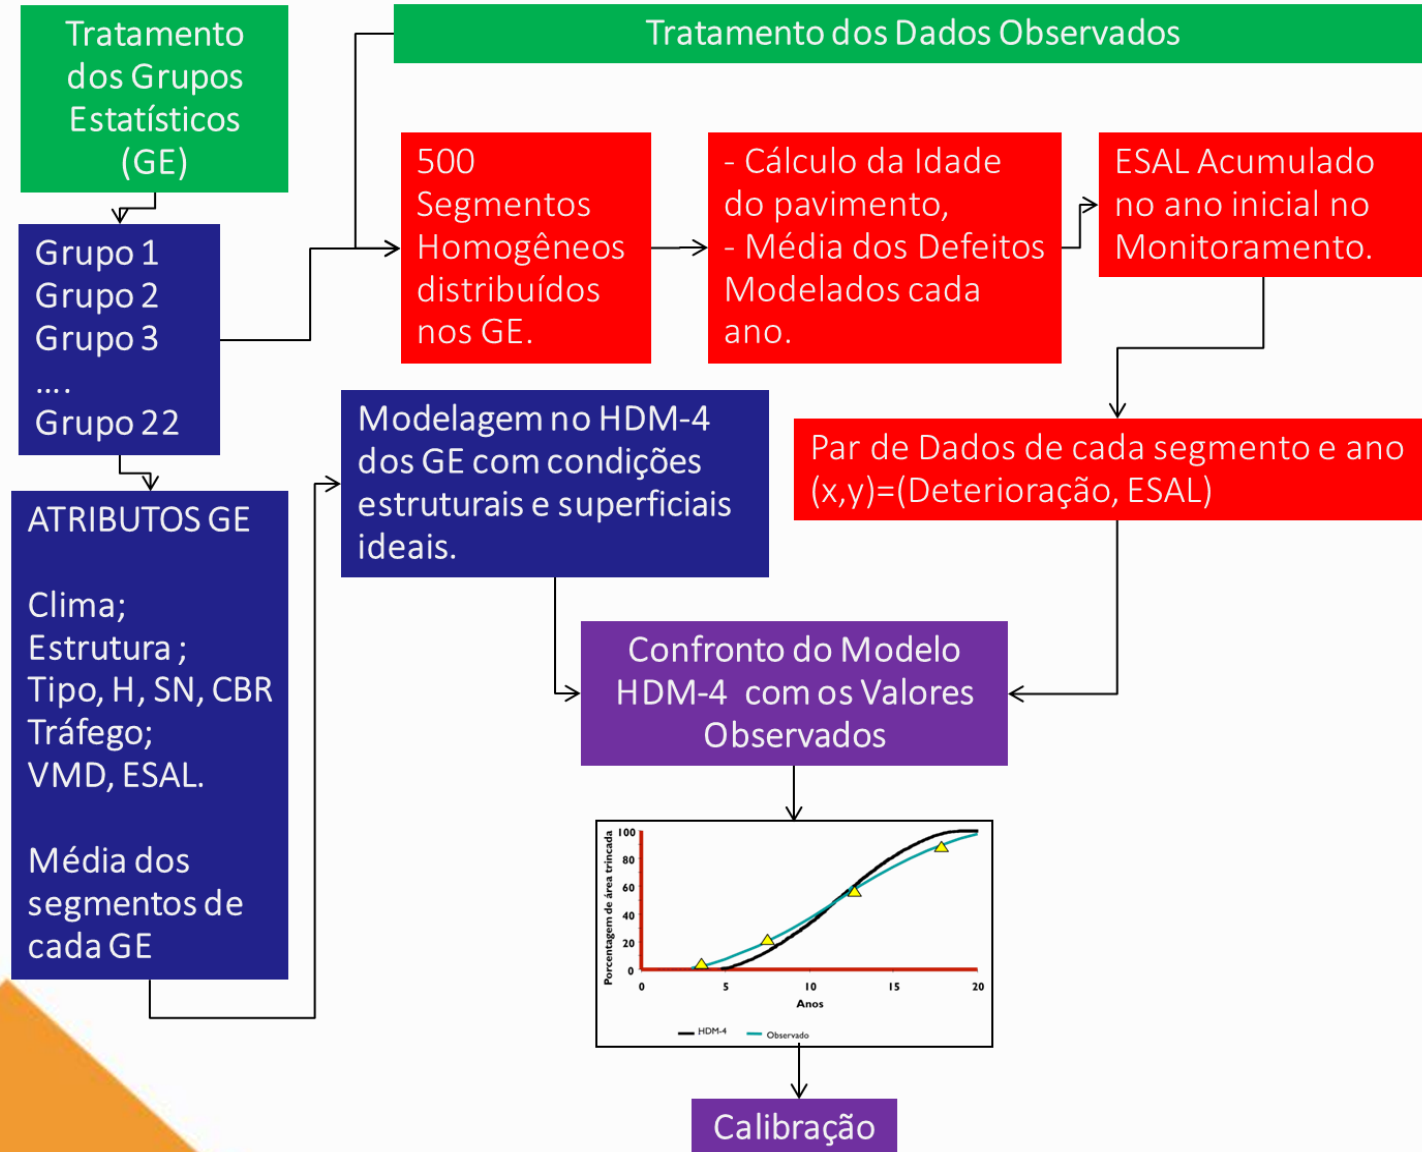 Tratamento
dos Grupos
Estatísticos
(GE)
Tratamento dos Dados Observados
Grupo 1
Grupo 2
Grupo 3
....
Grupo 22
500
Segmentos
Homogêneos
distribuídos
nos GE.
- Cálculo da Idade
do pavimento,
- Média dos Defeitos
Modelados cada
ano.
ESAL Acumulado
no ano inicial no
Monitoramento.
Par de Dados de cada segmento e ano
(x,y)=(Deterioração, ESAL)
ATRIBUTOS GE
Clima;
Estrutura ;
Tipo, H, SN, CBR
Tráfego;
VMD, ESAL.
Média dos
segmentos de
cada GE
Modelagem no HDM-4
dos GE com condições
estruturais e superficiais
ideais.
Confronto do Modelo
HDM-4 com os Valores
Observados
Porcentagem de área trincada
100
80
60
40
20
0
0 5 10 15 20
Anos
HDM-4 Observado
Calibração